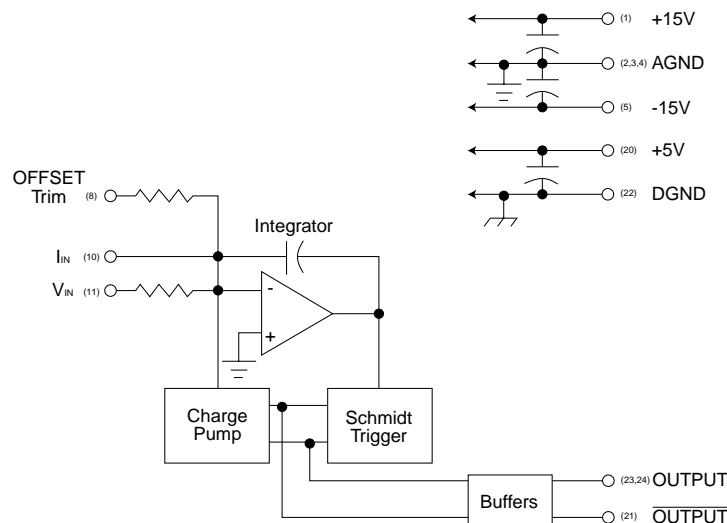 (1) +15V
(2,3,4) AGND
(5) -15V
(20) +5V
(22) DGND
OFFSET
Trim (8)
Integrator
IIN (10)
VIN (11)
-
+
Charge
Pump
Schmidt
Trigger
Buffers
(23,24) OUTPUT
(21) OUTPUT